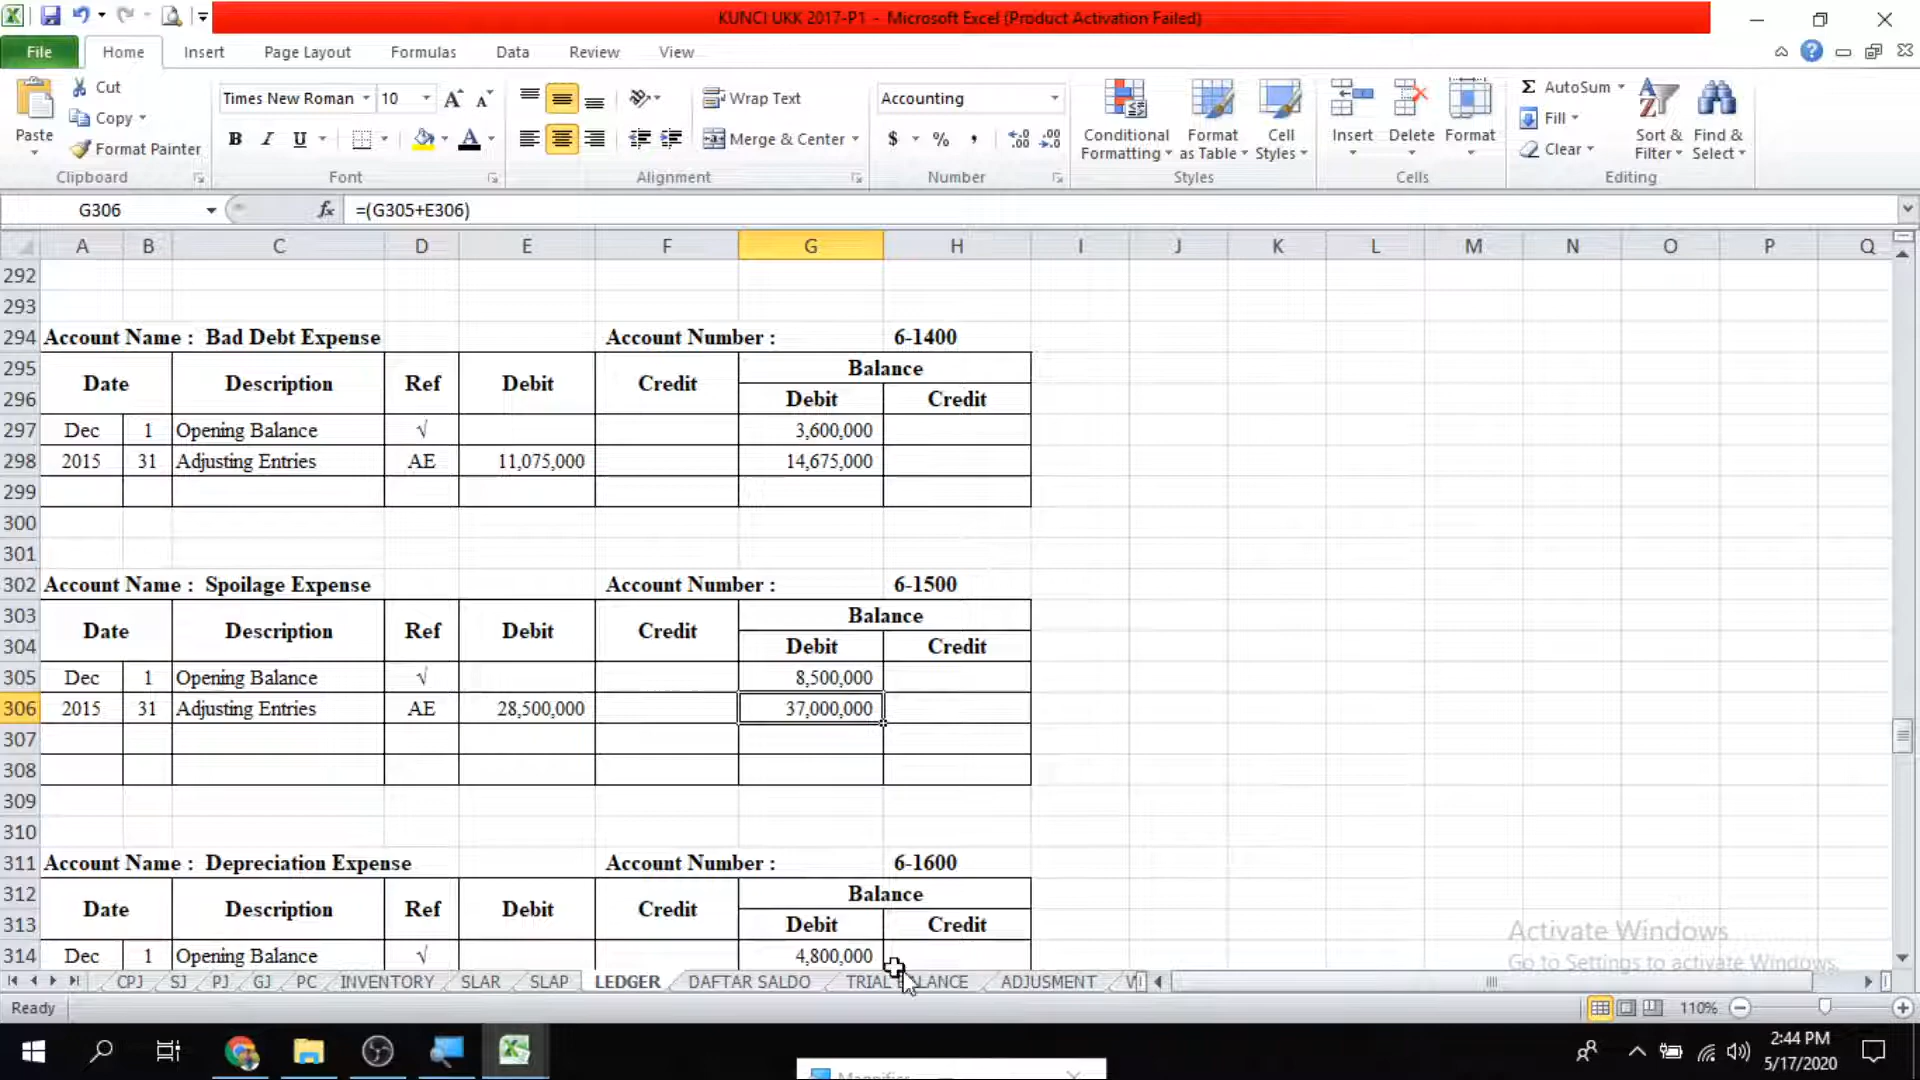 KUNCI UKK 2017-P1 - Microsoft Excel (Product Activation Failed)
File Home Insert Page Layout Formulas Data Review View
Paste
Cut
Copy
Format Painter
Clipboard
Times New Roman 10
B I U
Font
Wrap Text
Merge & Center
Alignment
Accounting
$ % ,
Number
Conditional Formatting
Format as Table
Cell Styles
Styles
Insert Delete Format
Cells
Σ AutoSum
Fill
Clear
Sort & Filter
Find & Select
Editing
G306 fx =(G305+E306)
A B C D E F G H I J K L M N O P Q
292
293
294 Account Name : Bad Debt Expense Account Number : 6-1400
295 Date Description Ref Debit Credit Balance
296 Debit Credit
297 Dec 1 Opening Balance √ 3,600,000
298 2015 31 Adjusting Entries AE 11,075,000 14,675,000
299
300
301
302 Account Name : Spoilage Expense Account Number : 6-1500
303 Date Description Ref Debit Credit Balance
304 Debit Credit
305 Dec 1 Opening Balance √ 8,500,000
306 2015 31 Adjusting Entries AE 28,500,000 37,000,000
307
308
309
310
311 Account Name : Depreciation Expense Account Number : 6-1600
312 Date Description Ref Debit Credit Balance
313 Debit Credit
314 Dec 1 Opening Balance √ 4,800,000
Activate Windows
Go to Settings to activate Windows.
CPJ SJ PJ GJ PC INVENTORY SLAR SLAP LEDGER DAFTAR SALDO ADJUSMENT
Ready 110%
2:44 PM
5/17/2020